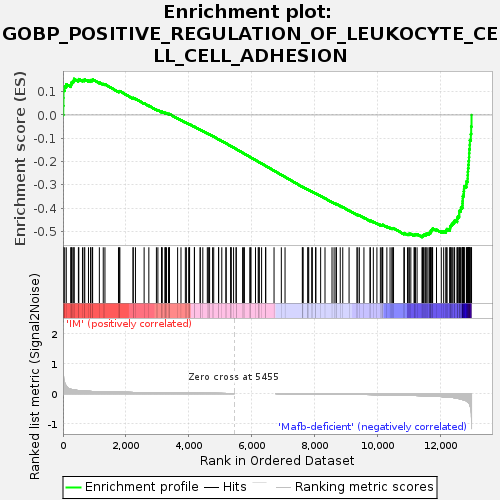 Enrichment plot:
GOBP_POSITIVE_REGULATION_OF_LEUKOCYTE_CE
LL_CELL_ADHESION
Enrichment score (ES)
0.1
0.0
-0.1
-0.2
-0.3
-0.4
-0.5
'IM' (positively correlated)
Ranked list metric (Signal2Noise)
2
1
0
-1
Zero cross at 5455
'Mafb-deficient' (negatively correlated)
0
2,000
4,000
6,000
8,000
10,000
12,000
Rank in Ordered Dataset
Enrichment profile
Hits
Ranking metric scores